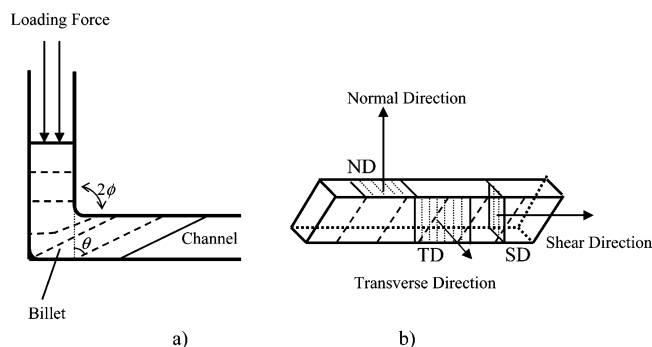 Loading Force
2ϕ
θ
Channel
Billet
a)
Normal Direction
ND
TD
SD
Shear Direction
Transverse Direction
b)